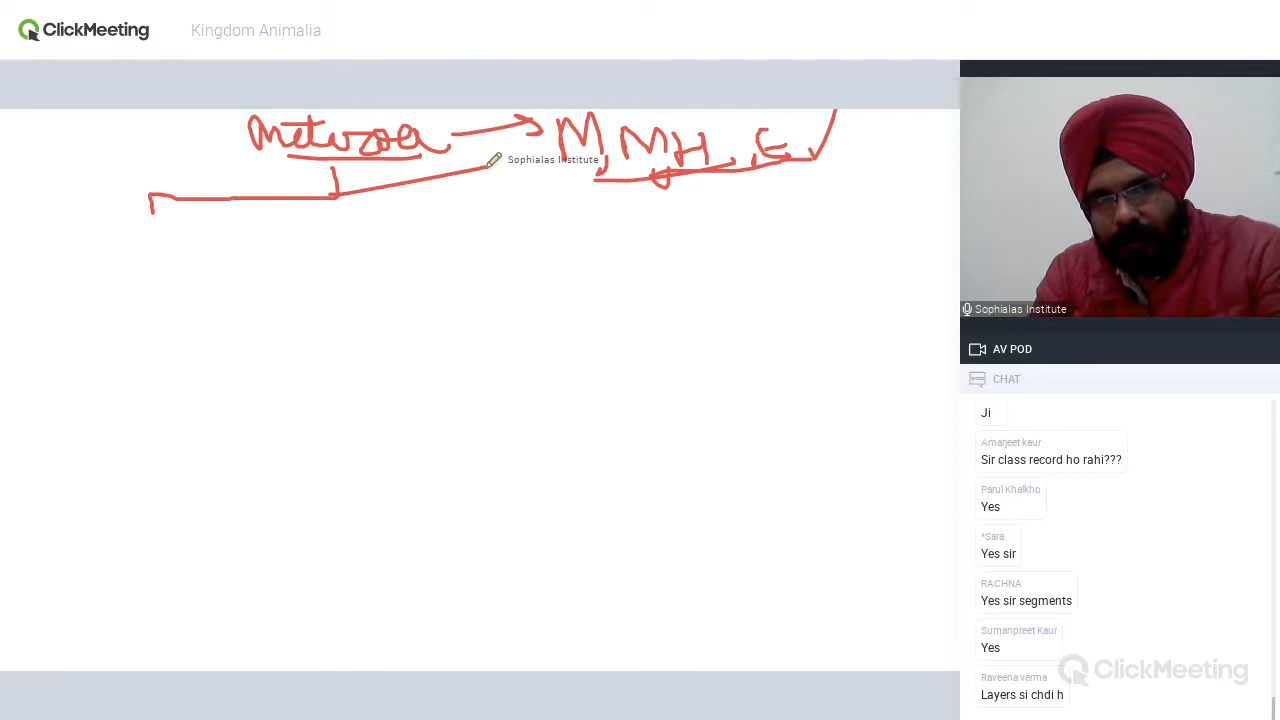 ClickMeeting
Kingdom Animalia
Metazoa → M, M H, E
Sophialas Institute
Sophialas Institute
AV POD
CHAT
Ji
Amarjeet kaur
Sir class record ho rahi???
Parul Khalkho
Yes
*Sara.
Yes sir
RACHNA
Yes sir segments
Sumanpreet Kaur
Yes
Raveena verma
Layers si chdi h
ClickMeeting